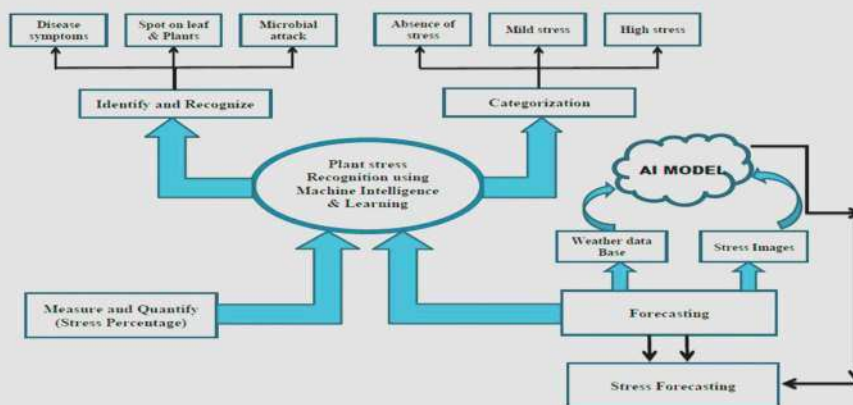 Disease
symptoms
Spot on leaf
& Plants
Microbial
attack
Absence of
stress
Mild stress
High stress
Identify and Recognize
Categorization
Plant stress
Recognition using
Machine Intelligence
& Learning
AI MODEL
Weather data
Base
Stress Images
Measure and Quantify
(Stress Percentage)
Forecasting
Stress Forecasting